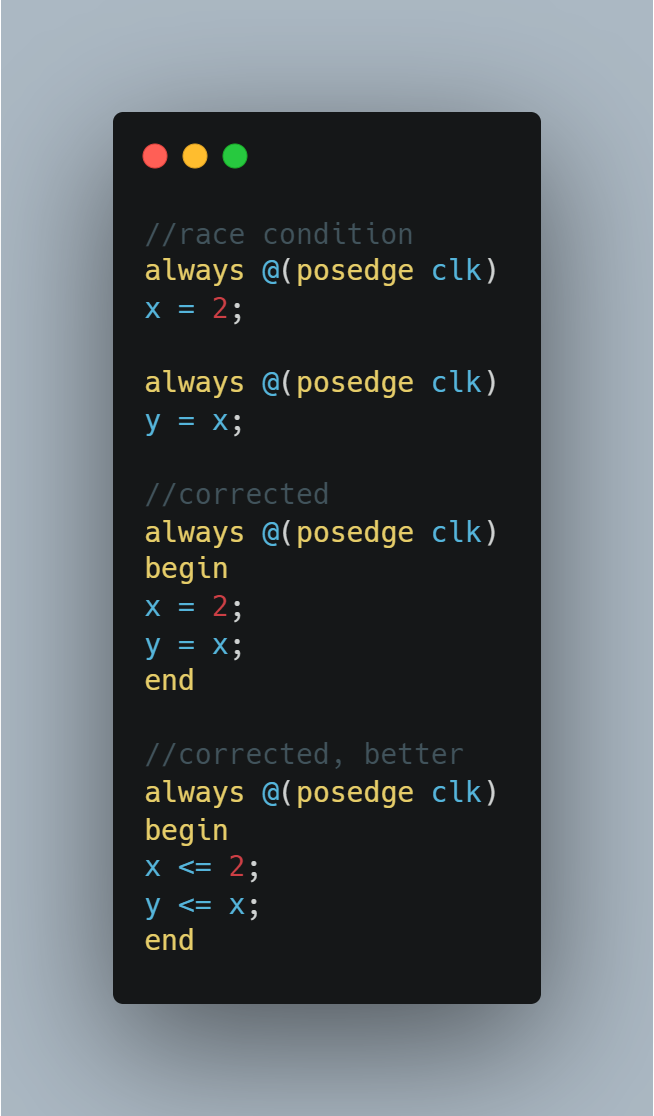 //race condition
always @(posedge clk)
x = 2;
always @(posedge clk)
y = x;
//corrected
always @(posedge clk)
begin
x = 2;
y = x;
end
//corrected, better
always @(posedge clk)
begin
x <= 2;
y <= x;
end